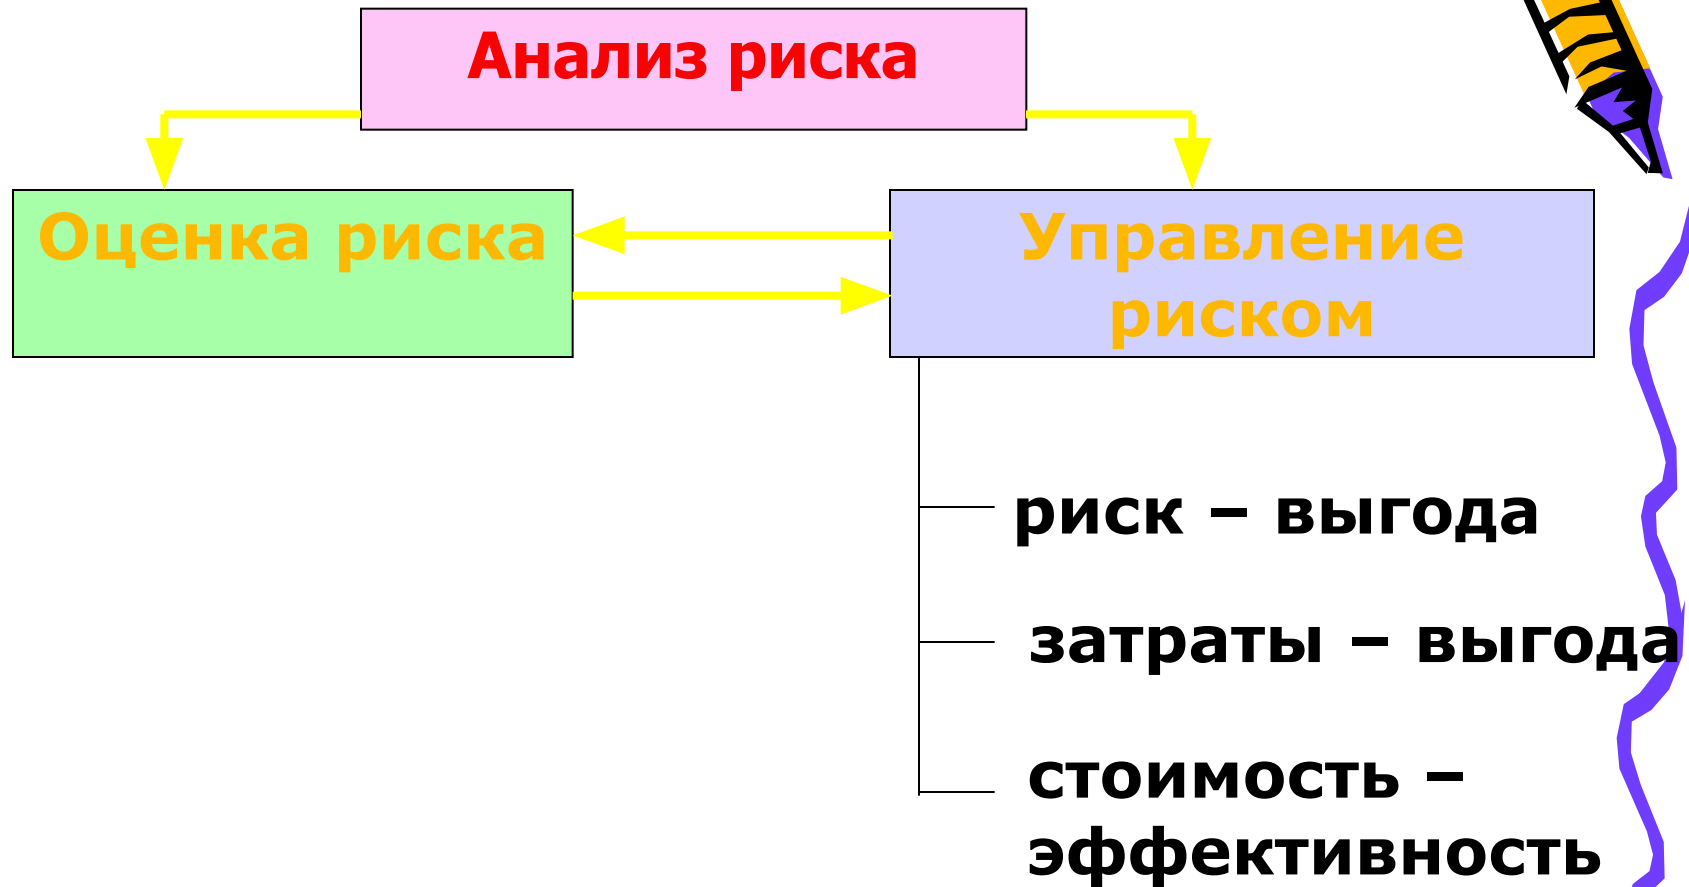 Анализ риска
Оценка риска
Управление
риском
риск – выгода
затраты – выгода
стоимость –
эффективность